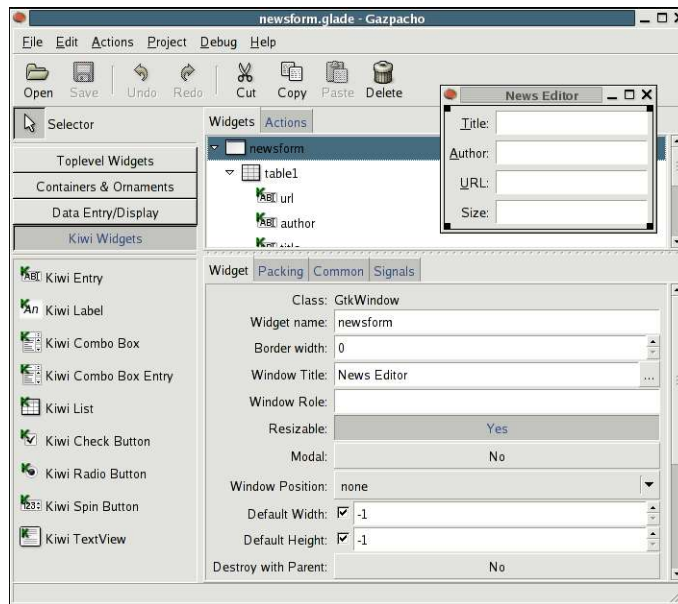 newsform.glade - Gazpacho
File Edit Actions Project Debug Help
Open Save Undo Redo Cut Copy Paste Delete
News Editor
Title:
Author:
URL:
Size:
Selector
Toplevel Widgets
Containers & Ornaments
Data Entry/Display
Kiwi Widgets
Kiwi Entry
Kiwi Label
Kiwi Combo Box
Kiwi Combo Box Entry
Kiwi List
Kiwi Check Button
Kiwi Radio Button
Kiwi Spin Button
Kiwi TextView
Widgets Actions
newsform
table1
url
author
title
Widget Packing Common Signals
Class: GtkWindow
Widget name: newsform
Border width: 0
Window Title: News Editor ...
Window Role:
Resizable: Yes
Modal: No
Window Position: none
Default Width: -1
Default Height: -1
Destroy with Parent: No